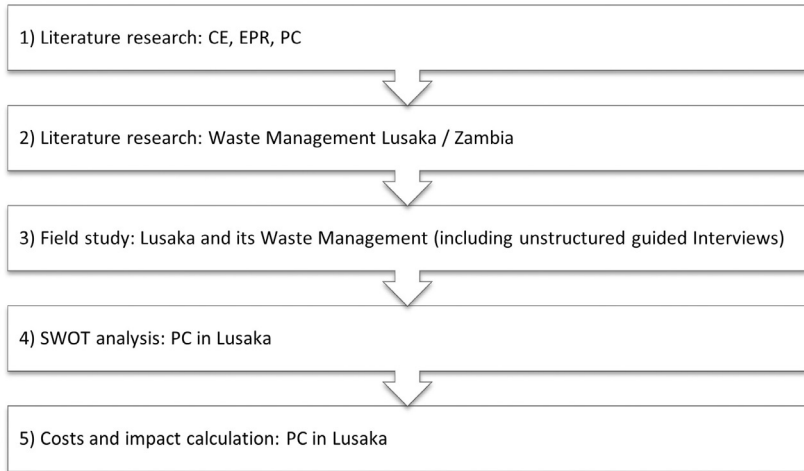 1) Literature research: CE, EPR, PC
2) Literature research: Waste Management Lusaka / Zambia
3) Field study: Lusaka and its Waste Management (including unstructured guided Interviews)
4) SWOT analysis: PC in Lusaka
5) Costs and impact calculation: PC in Lusaka